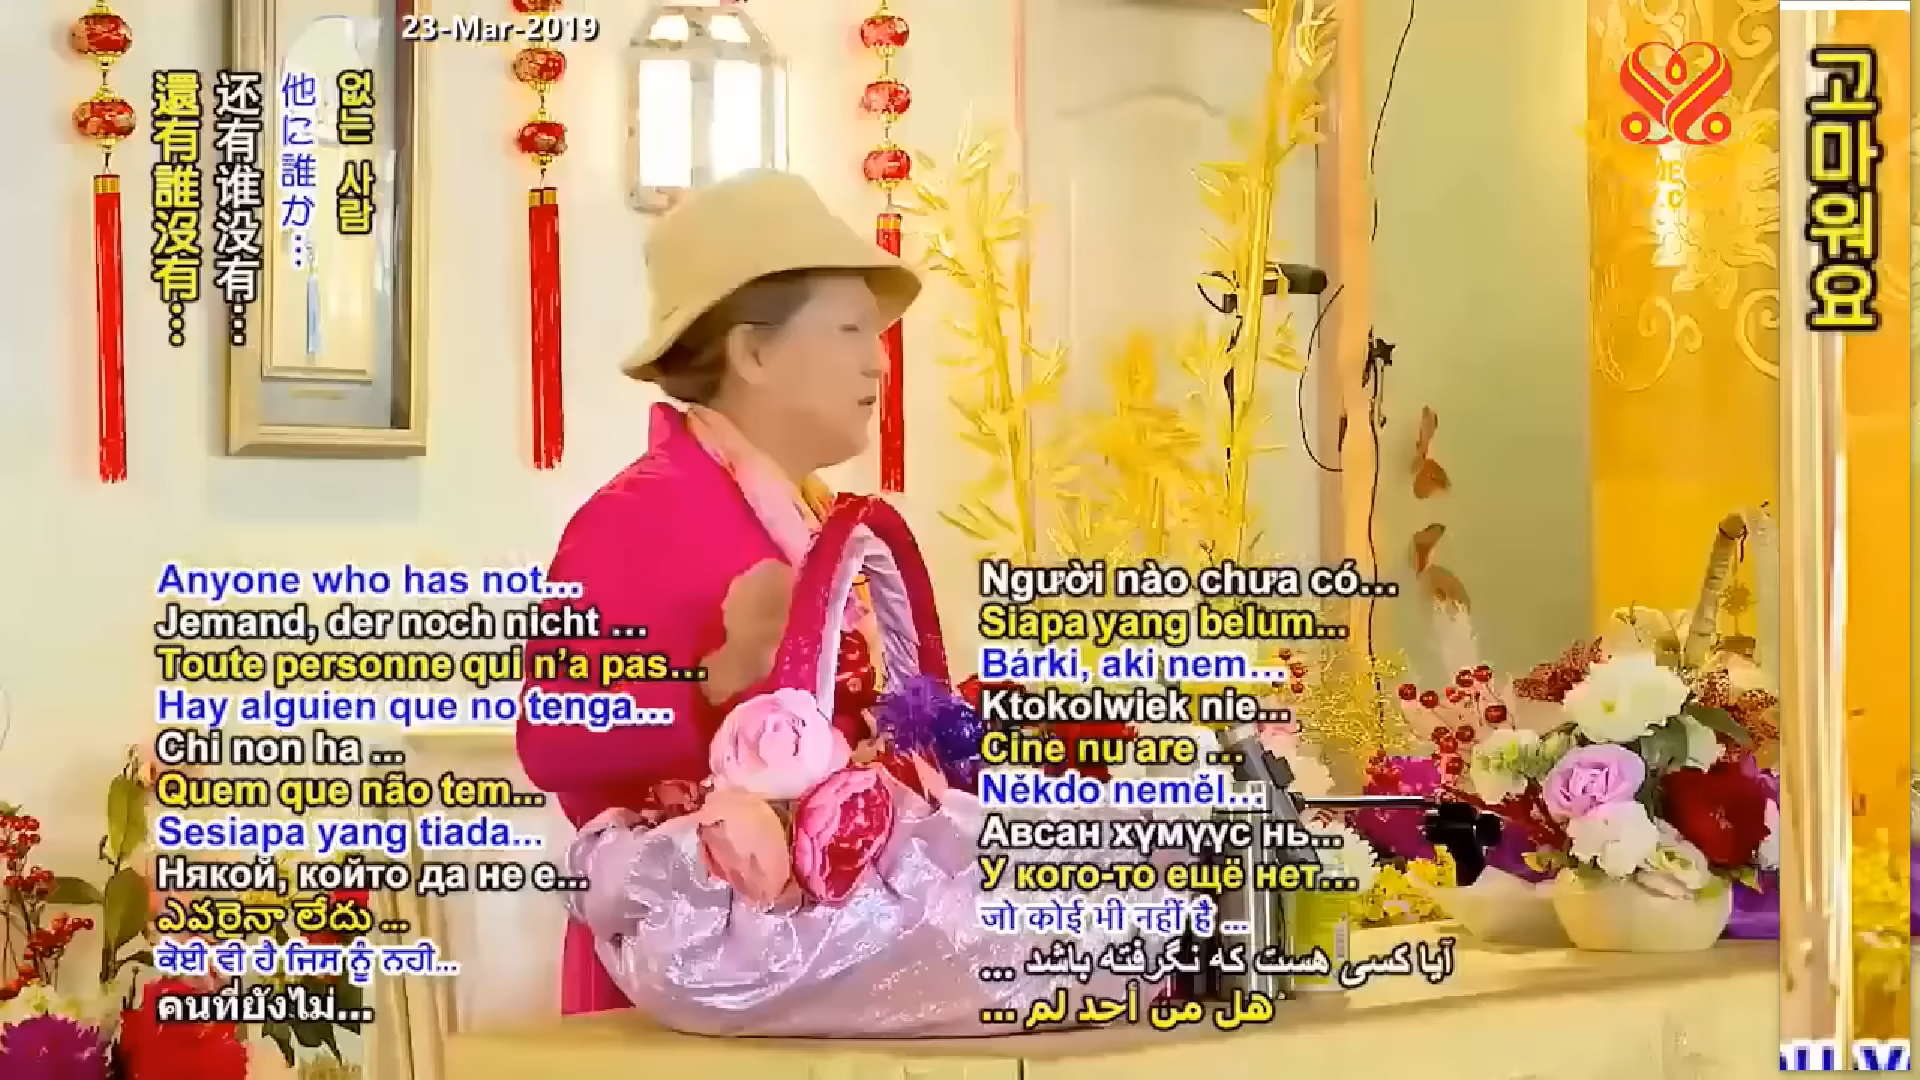 23-Mar-2019
없는 사람
他に誰か…
还有谁没有…
還有誰沒有…
고마워요
Anyone who has not...
Jemand, der noch nicht ...
Toute personne qui n'a pas...
Hay alguien que no tenga...
Chi non ha ...
Quem que não tem...
Sesiapa yang tiada...
Някой, който да не е...
ఎవరైనా లేదు ...
ਕੋਈ ਵੀ ਹੈ ਜਿਸ ਨੂੰ ਨਹੀ...
คนที่ยังไม่...
Người nào chưa có...
Siapa yang belum...
Bárki, aki nem...
Ktokolwiek nie...
Cine nu are ...
Někdo neměl...
Авсан хүмүүс нь...
У кого-то ещё нет...
जो कोई भी नहीं है ...
آیا کسی هست که نگرفته باشد ...
هل من أحد لم ...